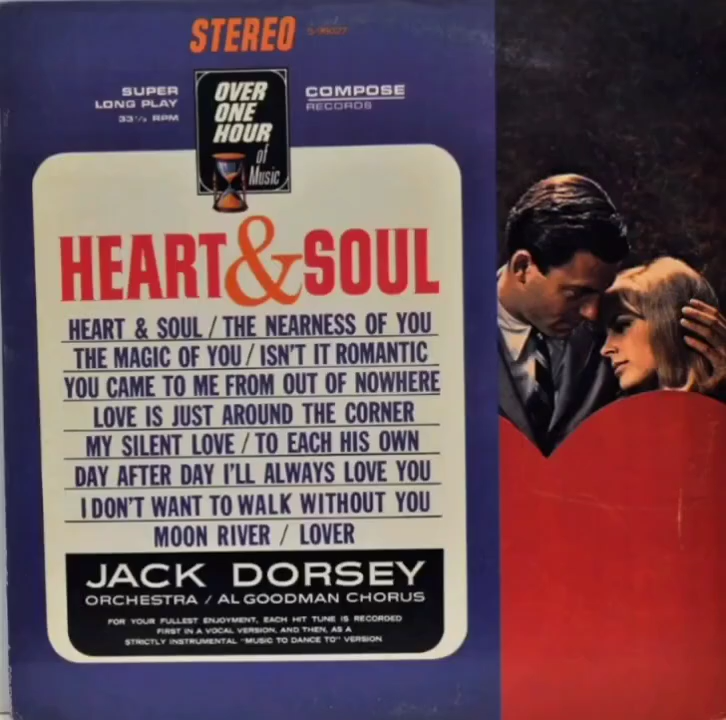 STEREO
SUPER
LONG PLAY
33 1/3 RPM
OVER
ONE
HOUR
of
Music
COMPOSE
RECORDS
HEART & SOUL
HEART & SOUL / THE NEARNESS OF YOU
THE MAGIC OF YOU / ISN'T IT ROMANTIC
YOU CAME TO ME FROM OUT OF NOWHERE
LOVE IS JUST AROUND THE CORNER
MY SILENT LOVE / TO EACH HIS OWN
DAY AFTER DAY I'LL ALWAYS LOVE YOU
I DON'T WANT TO WALK WITHOUT YOU
MOON RIVER / LOVER
JACK DORSEY
ORCHESTRA / AL GOODMAN CHORUS
FOR YOUR FULLEST ENJOYMENT, EACH HIT TUNE IS RECORDED
FIRST IN A VOCAL VERSION, AND THEN, AS A
STRICTLY INSTRUMENTAL "MUSIC TO DANCE TO" VERSION